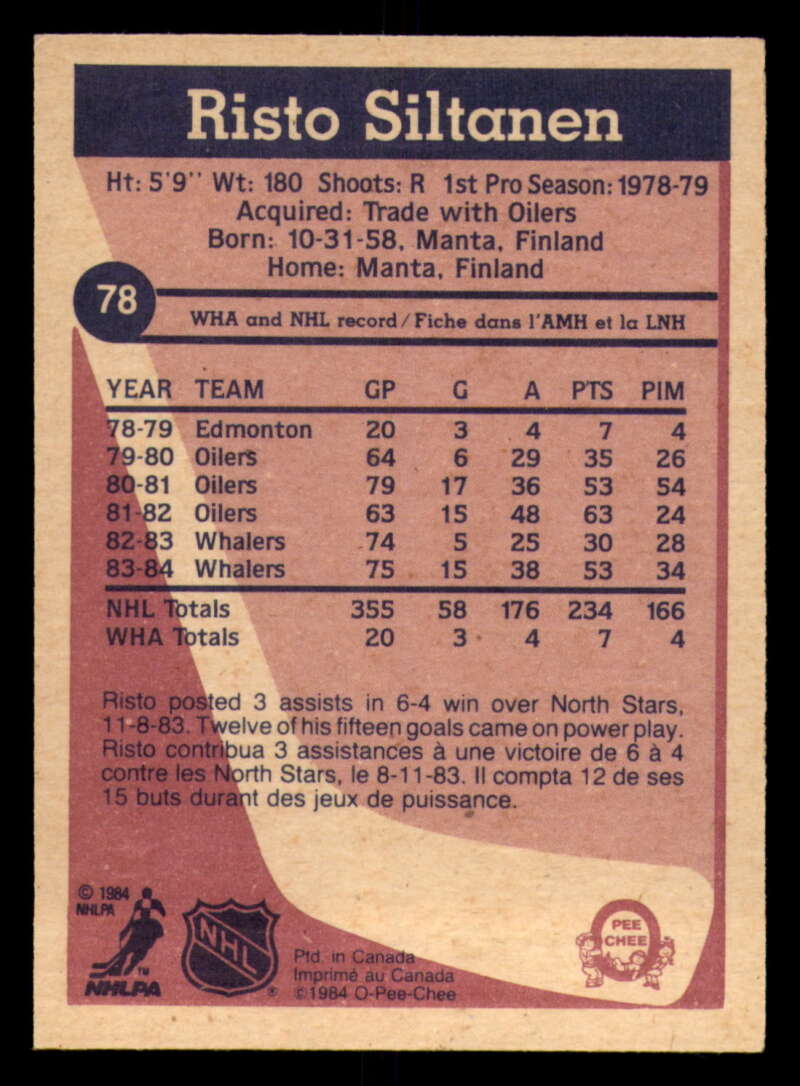 Risto Siltanen
Ht: 5'9'' Wt: 180 Shoots: R 1st Pro Season: 1978-79
Acquired: Trade with Oilers
Born: 10-31-58, Manta, Finland
Home: Manta, Finland
78
WHA and NHL record/Fiche dans l'AMH et la LNH
YEAR TEAM GP G A PTS PIM
78-79 Edmonton 20 3 4 7 4
79-80 Oilers 64 6 29 35 26
80-81 Oilers 79 17 36 53 54
81-82 Oilers 63 15 48 63 24
82-83 Whalers 74 5 25 30 28
83-84 Whalers 75 15 38 53 34
NHL Totals 355 58 176 234 166
WHA Totals 20 3 4 7 4
Risto posted 3 assists in 6-4 win over North Stars,
11-8-83. Twelve of his fifteen goals came on power play.
Risto contribua 3 assistances à une victoire de 6 à 4
contre les North Stars, le 8-11-83. Il compta 12 de ses
15 buts durant des jeux de puissance.
© 1984
NHLPA
TM
NHLPA
NHL
®
Ptd. in Canada
Imprimé au Canada
©1984 O-Pee-Chee
PEE
CHEE